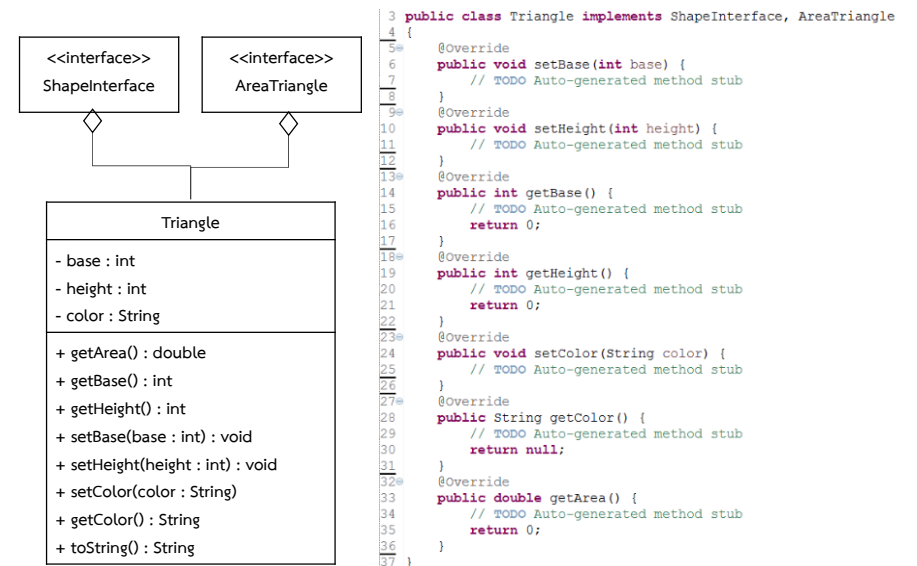 <<interface>>
ShapeInterface
<<interface>>
AreaTriangle
Triangle
- base : int
- height : int
- color : String
+ getArea() : double
+ getBase() : int
+ getHeight() : int
+ setBase(base : int) : void
+ setHeight(height : int) : void
+ setColor(color : String)
+ getColor() : String
+ toString() : String
3 public class Triangle implements ShapeInterface, AreaTriangle
4 {
5 @Override
6 public void setBase(int base) {
7 // TODO Auto-generated method stub
8 }
9 @Override
10 public void setHeight(int height) {
11 // TODO Auto-generated method stub
12 }
13 @Override
14 public int getBase() {
15 // TODO Auto-generated method stub
16 return 0;
17 }
18 @Override
19 public int getHeight() {
20 // TODO Auto-generated method stub
21 return 0;
22 }
23 @Override
24 public void setColor(String color) {
25 // TODO Auto-generated method stub
26 }
27 @Override
28 public String getColor() {
29 // TODO Auto-generated method stub
30 return null;
31 }
32 @Override
33 public double getArea() {
34 // TODO Auto-generated method stub
35 return 0;
36 }
37 }